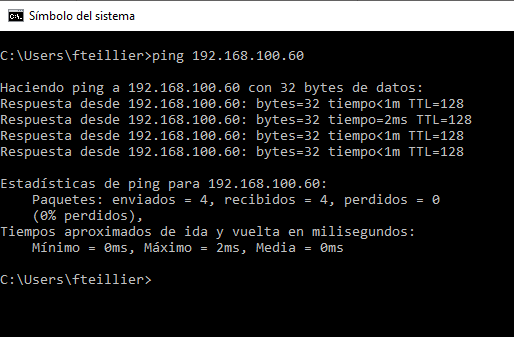 Símbolo del sistema
C:\Users\fteillier>ping 192.168.100.60
Haciendo ping a 192.168.100.60 con 32 bytes de datos:
Respuesta desde 192.168.100.60: bytes=32 tiempo<1m TTL=128
Respuesta desde 192.168.100.60: bytes=32 tiempo=2ms TTL=128
Respuesta desde 192.168.100.60: bytes=32 tiempo<1m TTL=128
Respuesta desde 192.168.100.60: bytes=32 tiempo<1m TTL=128
Estadísticas de ping para 192.168.100.60:
    Paquetes: enviados = 4, recibidos = 4, perdidos = 0
    (0% perdidos),
Tiempos aproximados de ida y vuelta en milisegundos:
    Mínimo = 0ms, Máximo = 2ms, Media = 0ms
C:\Users\fteillier>